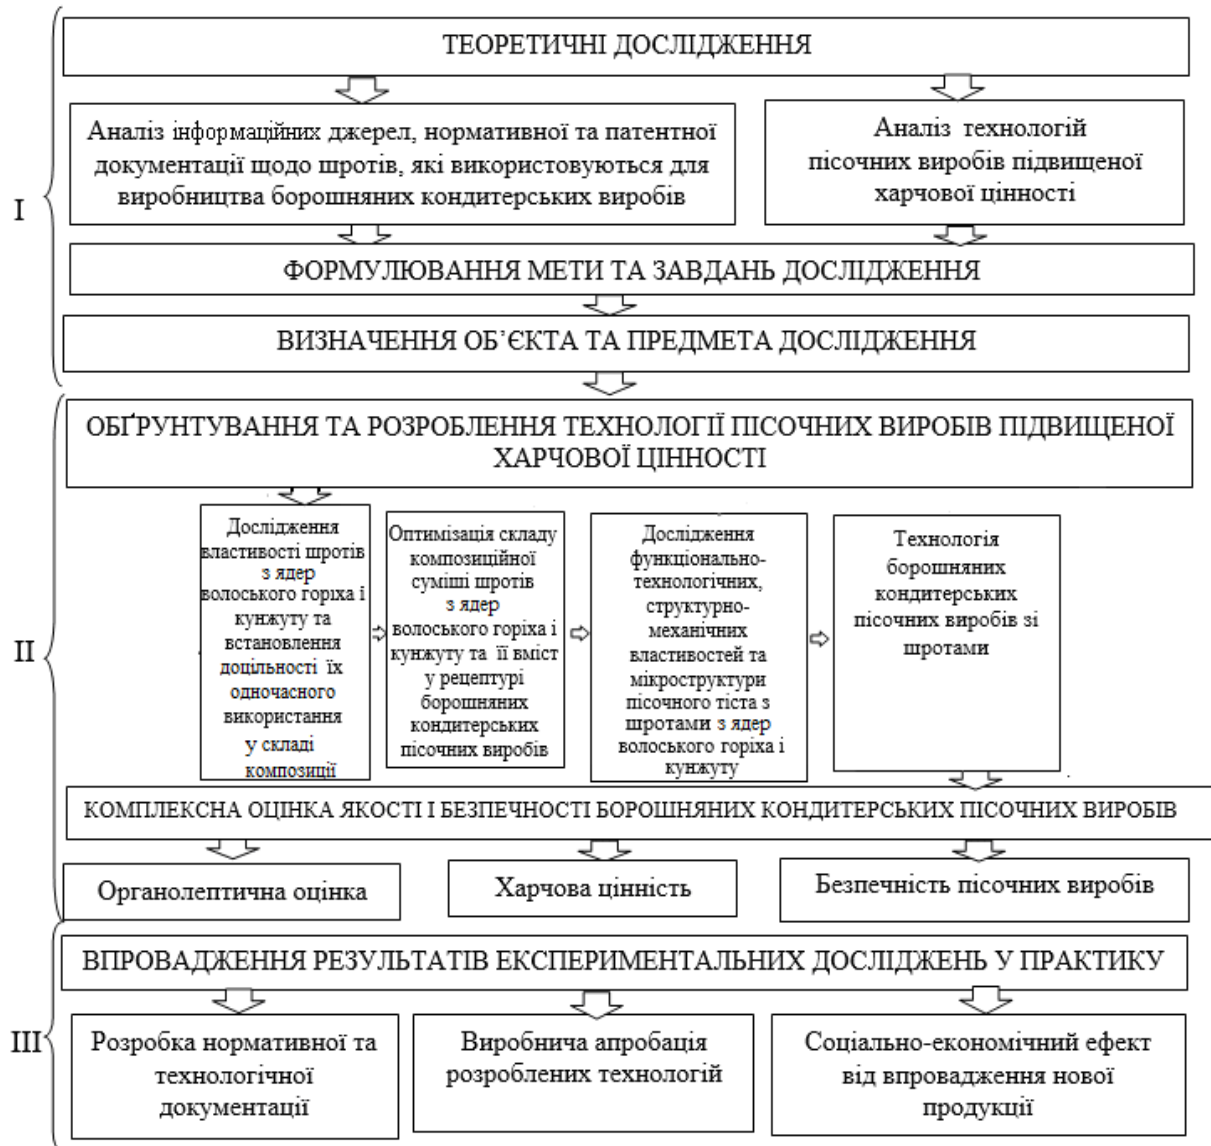 ТЕОРЕТИЧНІ ДОСЛІДЖЕННЯ
Аналіз інформаційних джерел, нормативної та патентної
документації щодо шротів, які використовуються для
виробництва борошняних кондитерських виробів
Аналіз технологій
пісочних виробів підвищеної
харчової цінності
I
ФОРМУЛЮВАННЯ МЕТИ ТА ЗАВДАНЬ ДОСЛІДЖЕННЯ
ВИЗНАЧЕННЯ ОБ’ЄКТА ТА ПРЕДМЕТА ДОСЛІДЖЕННЯ
ОБҐРУНТУВАННЯ ТА РОЗРОБЛЕННЯ ТЕХНОЛОГІЇ ПІСОЧНИХ ВИРОБІВ ПІДВИЩЕНОЇ
ХАРЧОВОЇ ЦІННОСТІ
II
Дослідження
властивості шротів
з ядер
волоського горіха і
кунжуту та
встановлення
доцільності їх
одночасного
використання
у складі
композиції
Оптимізація складу
композиційної
суміші шротів
з ядер
волоського горіха і
кунжуту та її вміст
у рецептурі
борошняних
кондитерських
пісочних виробів
Дослідження
функціонально-
технологічних,
структурно-
механічних
властивостей та
мікроструктури
пісочного тіста з
шротами з ядер
волоського горіха і
кунжуту
Технологія
борошняних
кондитерських
пісочних виробів зі
шротами
КОМПЛЕКСНА ОЦІНКА ЯКОСТІ І БЕЗПЕЧНОСТІ БОРОШНЯНИХ КОНДИТЕРСЬКИХ ПІСОЧНИХ ВИРОБІВ
Органолептична оцінка
Харчова цінність
Безпечність пісочних виробів
ВПРОВАДЖЕННЯ РЕЗУЛЬТАТІВ ЕКСПЕРИМЕНТАЛЬНИХ ДОСЛІДЖЕНЬ У ПРАКТИКУ
III
Розробка нормативної та
технологічної
документації
Виробнича апробація
розроблених технологій
Соціально-економічний ефект
від впровадження нової
продукції